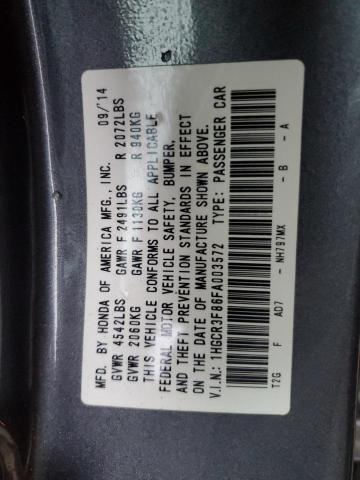 MFD. BY HONDA OF AMERICA MFG., INC. 09/'14
GVWR 4542LBS GAWR F 2491LBS R 2072LBS
GVWR 2060KG GAWR F 1130KG R 940KG
THIS VEHICLE CONFORMS TO ALL APPLICABLE
FEDERAL MOTOR VEHICLE SAFETY, BUMPER,
AND THEFT PREVENTION STANDARDS IN EFFECT
ON THE DATE OF MANUFACTURE SHOWN ABOVE.
V.I.N.: 1HGCR3F86FA003572 TYPE: PASSENGER CAR
T2G F AD7 - NH797MX - B - A